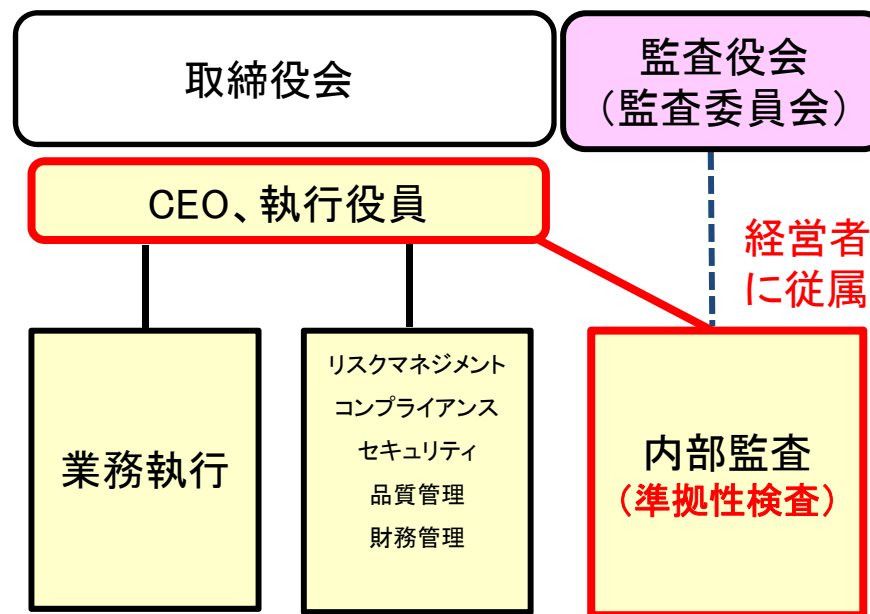 取締役会
監査役会
(監査委員会)
CEO、執行役員
経営者
に従属
業務執行
リスクマネジメント
コンプライアンス
セキュリティ
品質管理
財務管理
内部監査
(準拠性検査)